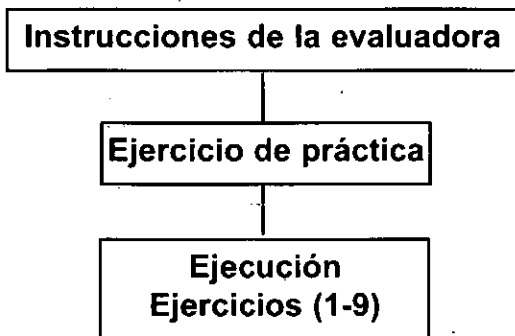 Instrucciones de la evaluadora
Ejercicio de práctica
Ejecución
Ejercicios (1-9)